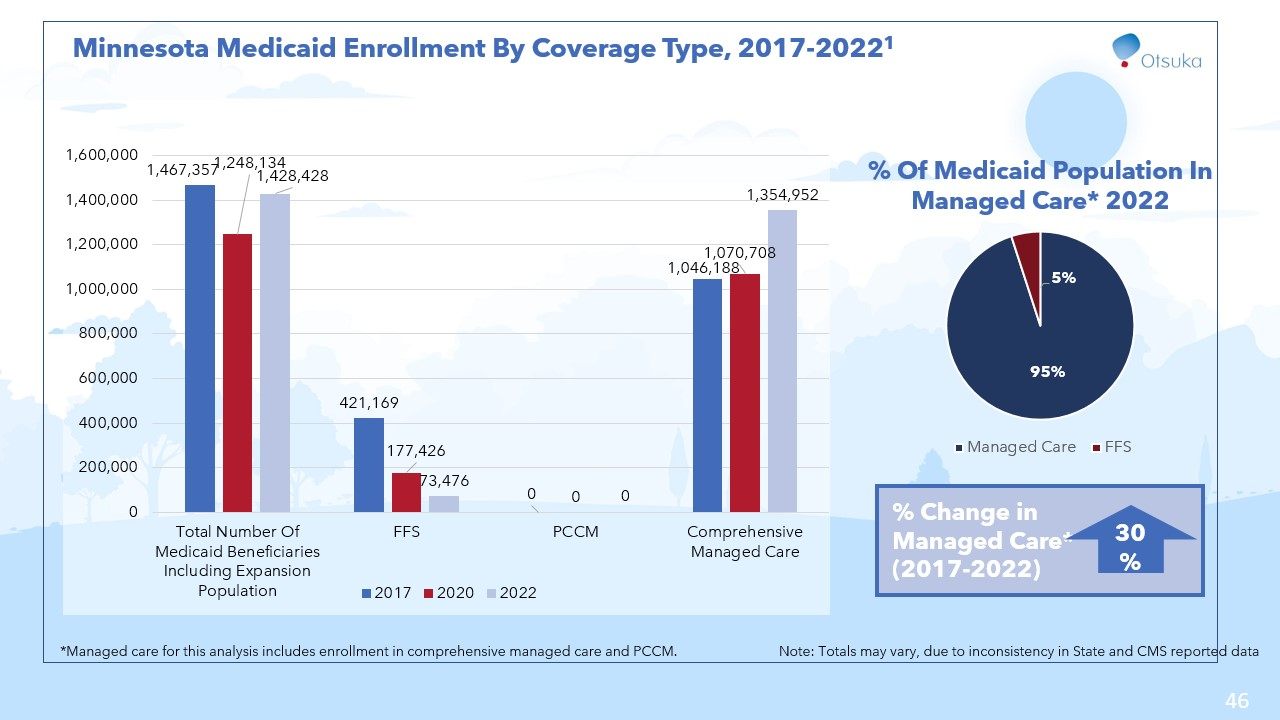 Minnesota Medicaid Enrollment By Coverage Type, 2017-2022¹
Otsuka
1,600,000
1,400,000
1,200,000
1,000,000
800,000
600,000
400,000
200,000
0
1,467,357
1,248,134
1,428,428
421,169
177,426
73,476
0
0
0
1,046,188
1,070,708
1,354,952
Total Number Of
Medicaid Beneficiaries
Including Expansion
Population
FFS
PCCM
Comprehensive
Managed Care
2017 2020 2022
% Of Medicaid Population In
Managed Care* 2022
5%
95%
Managed Care FFS
% Change in
Managed Care*
(2017-2022)
30
%
*Managed care for this analysis includes enrollment in comprehensive managed care and PCCM.
Note: Totals may vary, due to inconsistency in State and CMS reported data
46